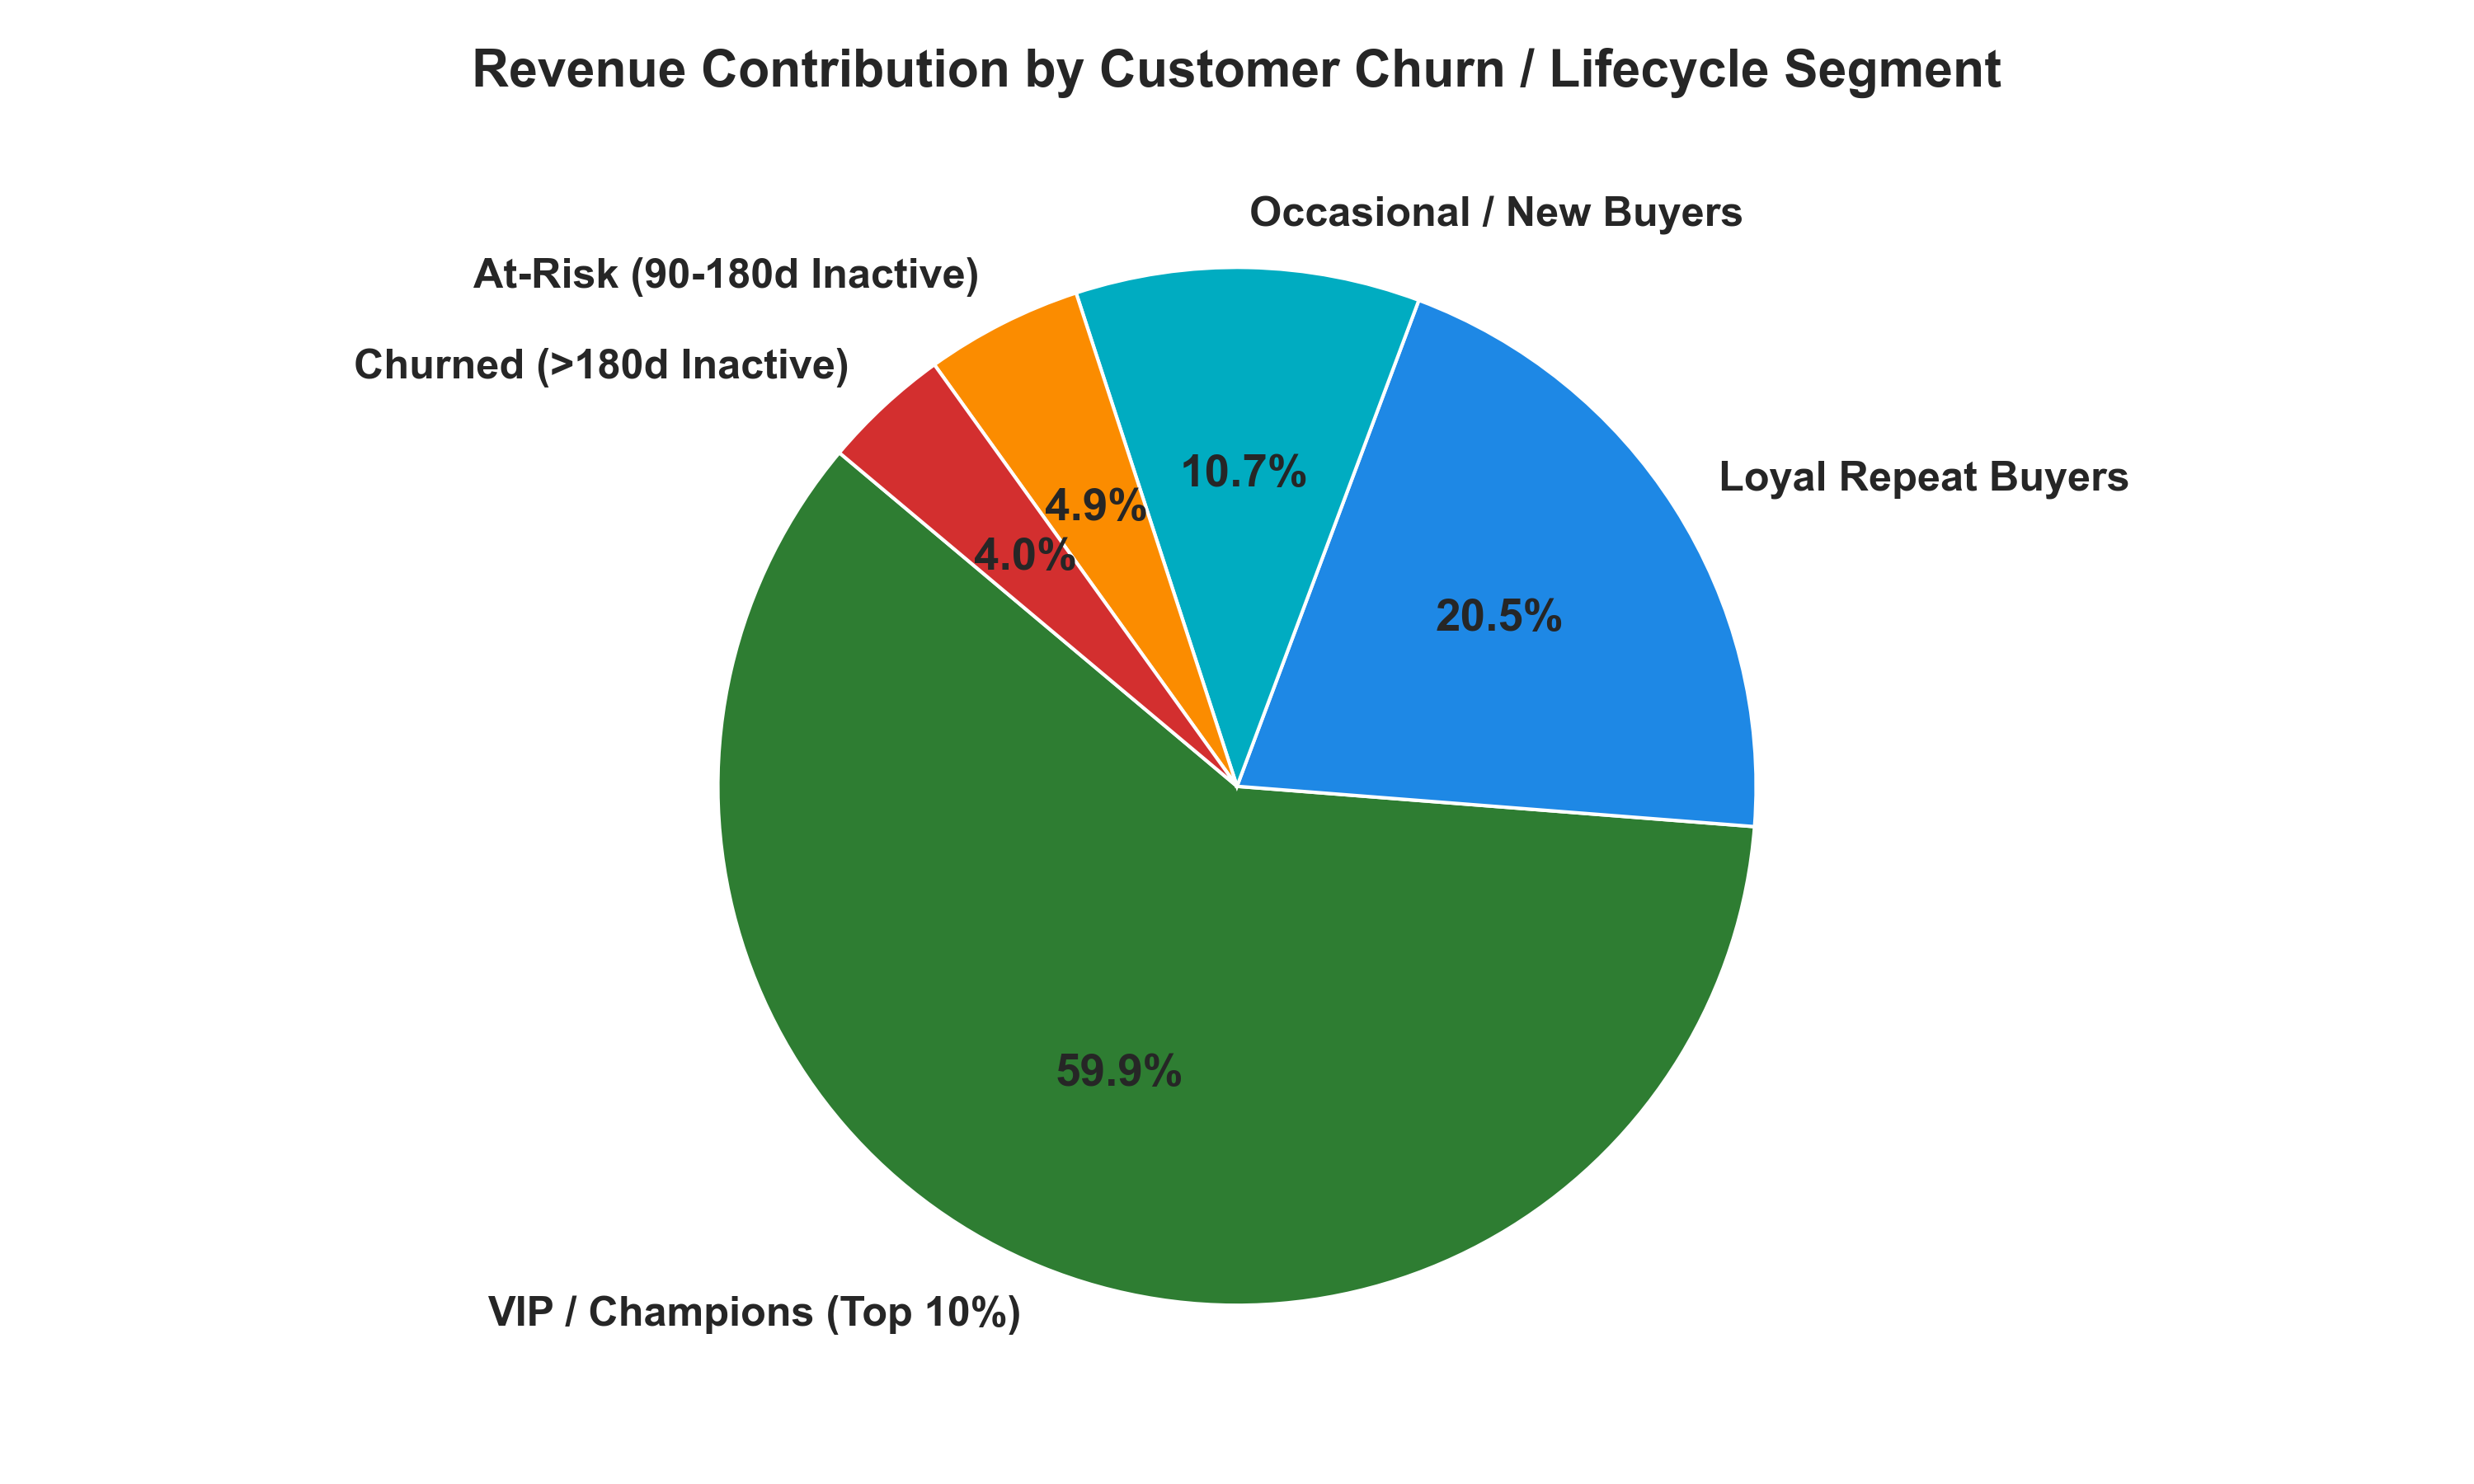 Revenue Contribution by Customer Churn / Lifecycle Segment
Occasional / New Buyers
At-Risk (90-180d Inactive)
Churned (>180d Inactive)
10.7%
Loyal Repeat Buyers
4.9%
4.0%
20.5%
59.9%
VIP / Champions (Top 10%)